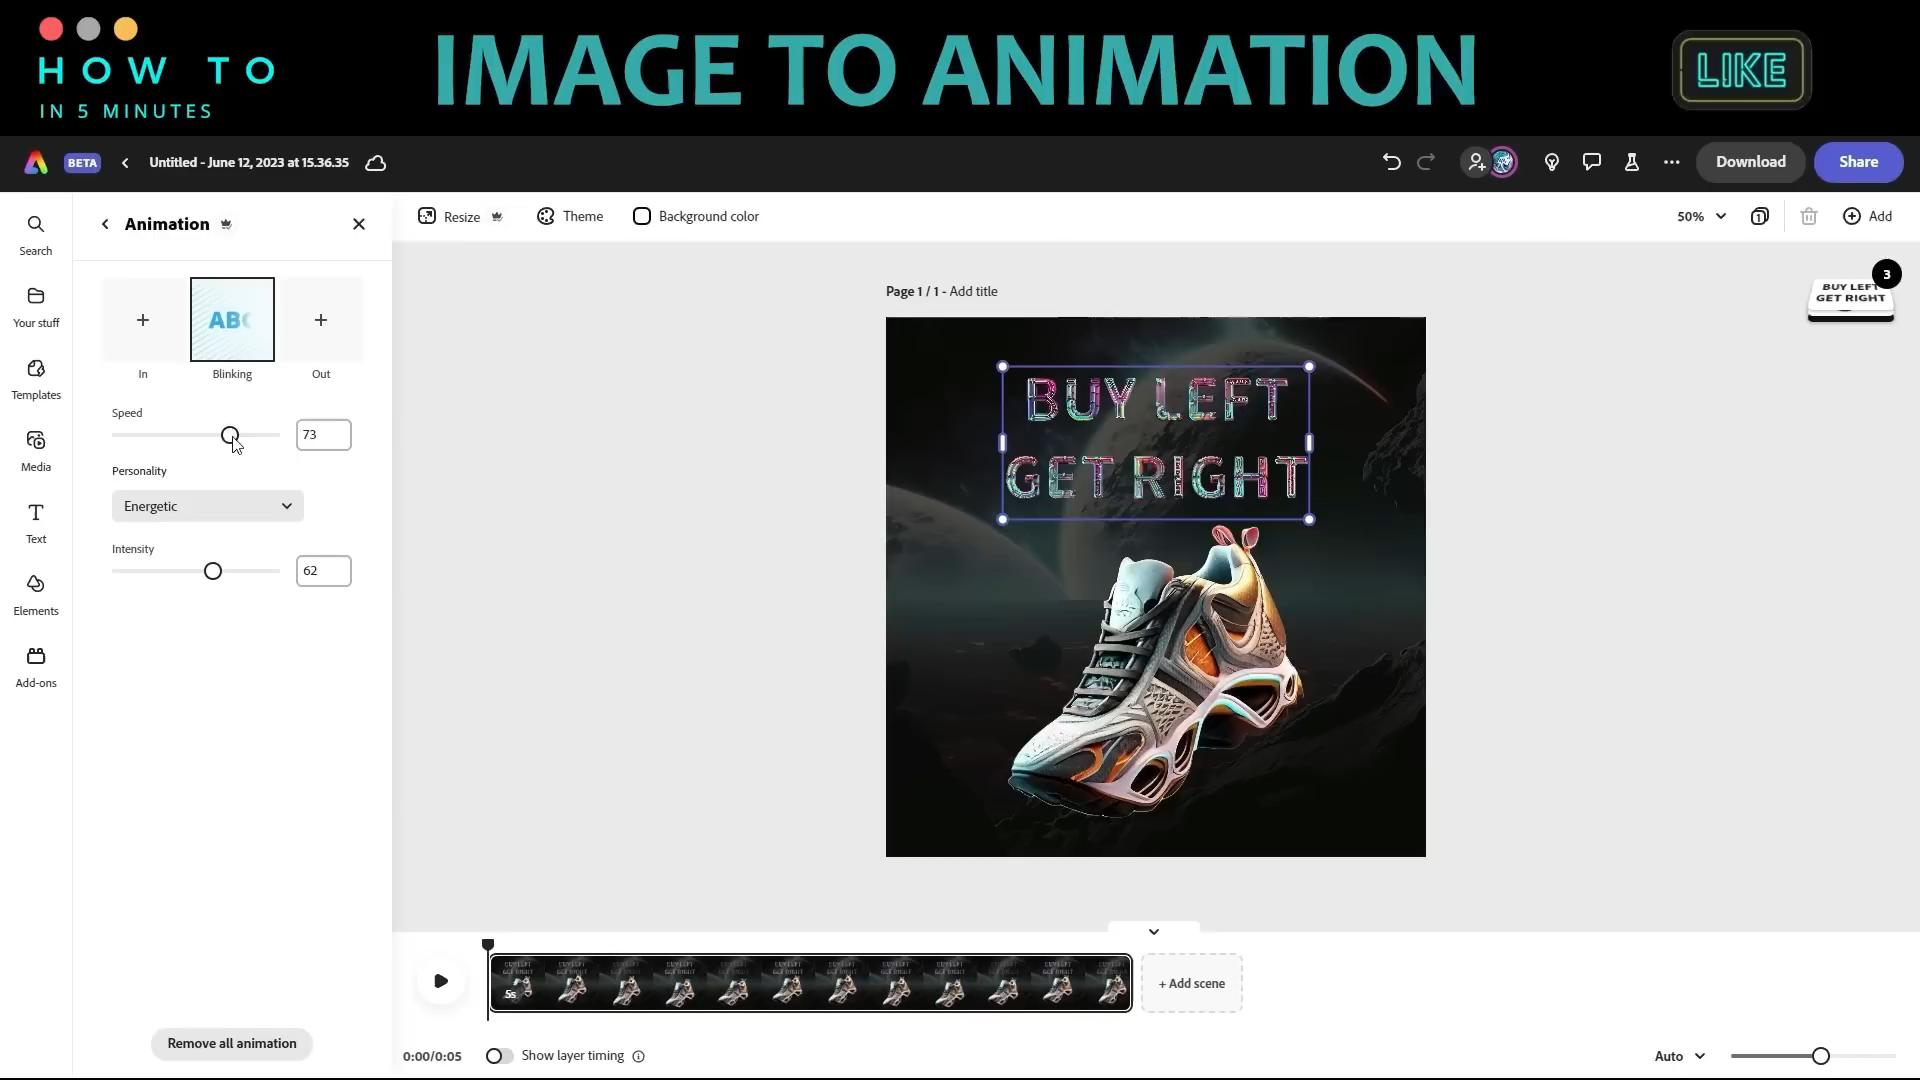 HOW TO
IN 5 MINUTES
IMAGE TO ANIMATION
LIKE
BETA
Untitled - June 12, 2023 at 15.36.35
Download
Share
Search
Your stuff
Templates
Media
Text
Elements
Add-ons
Animation
ABC
In
Blinking
Out
Speed
73
Personality
Energetic
Intensity
62
Remove all animation
Resize
Theme
Background color
50%
1
Add
Page 1 / 1 - Add title
3
BUY LEFT
GET RIGHT
BUY LEFT
GET RIGHT
5s
+ Add scene
0:00/0:05
Show layer timing
Auto